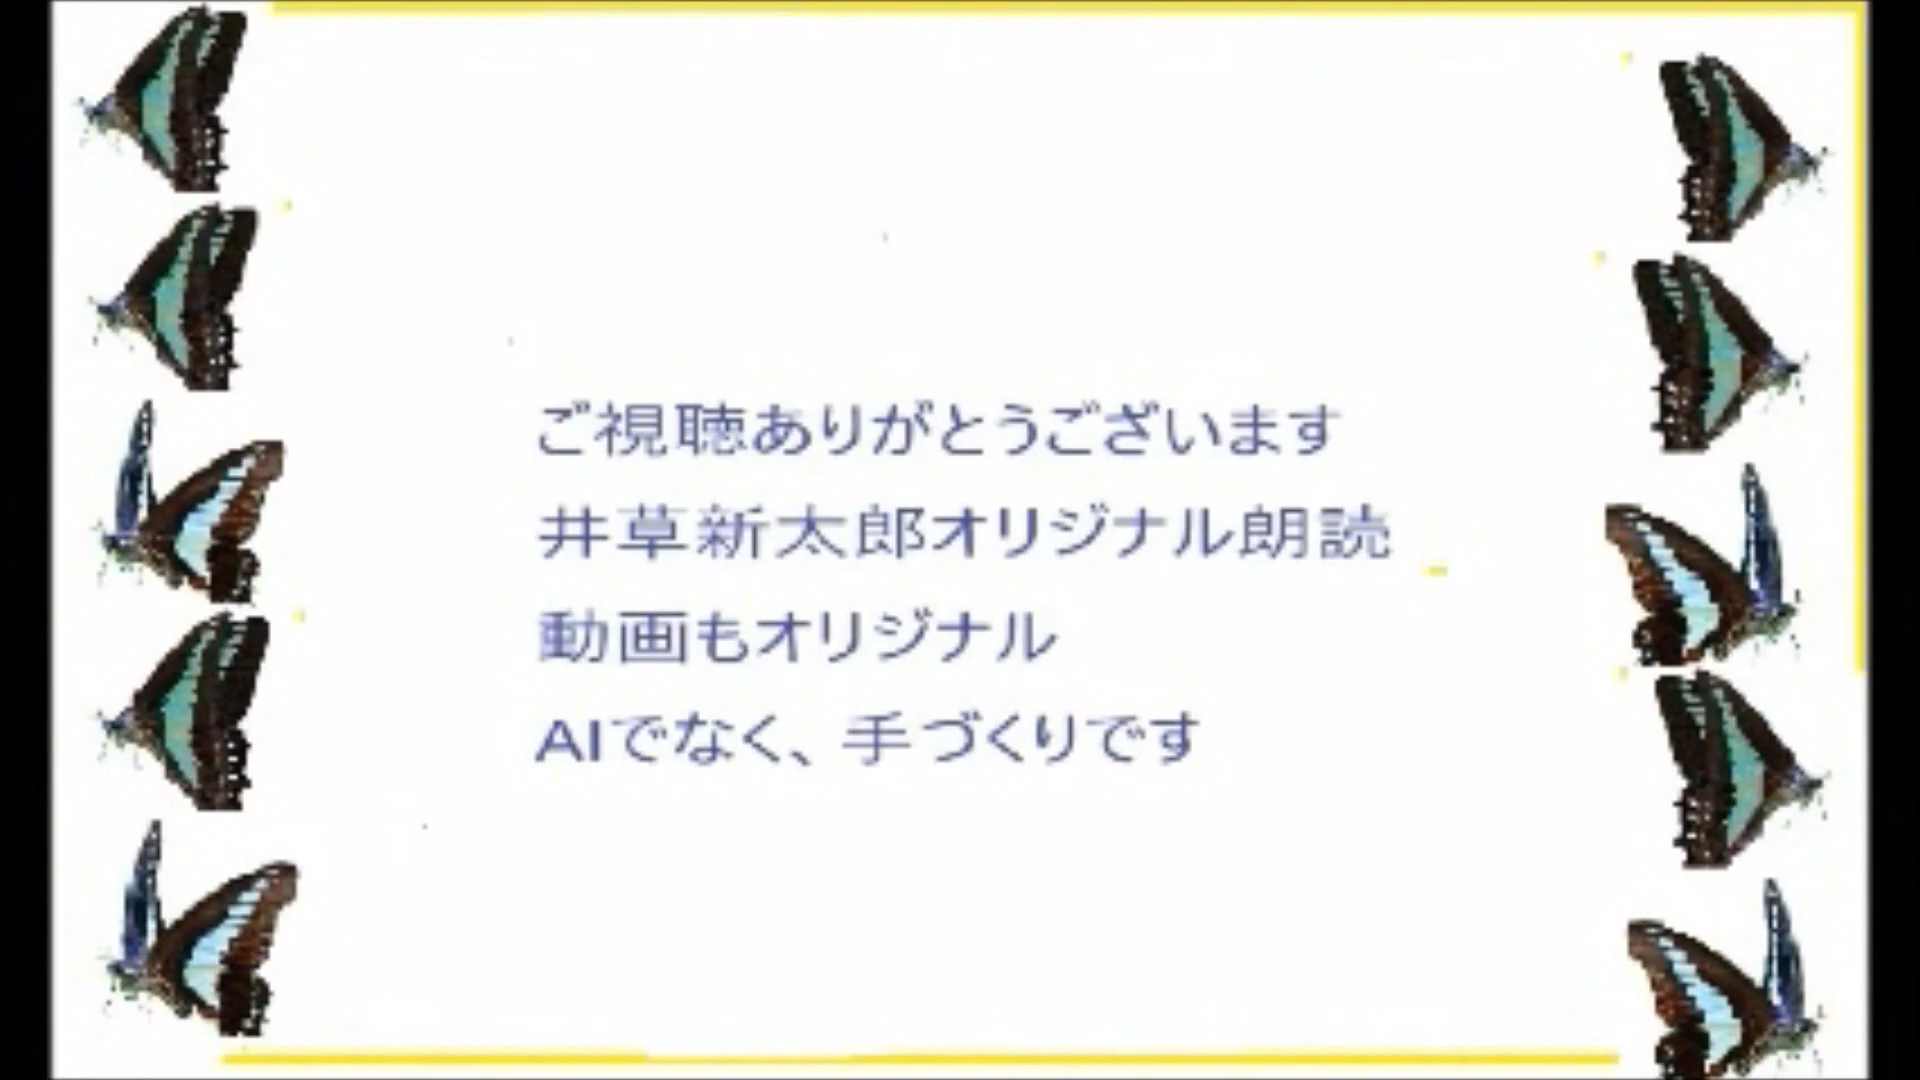 ご視聴ありがとうございます
井草新太郎オリジナル朗読
動画もオリジナル
AIでなく、手づくりです